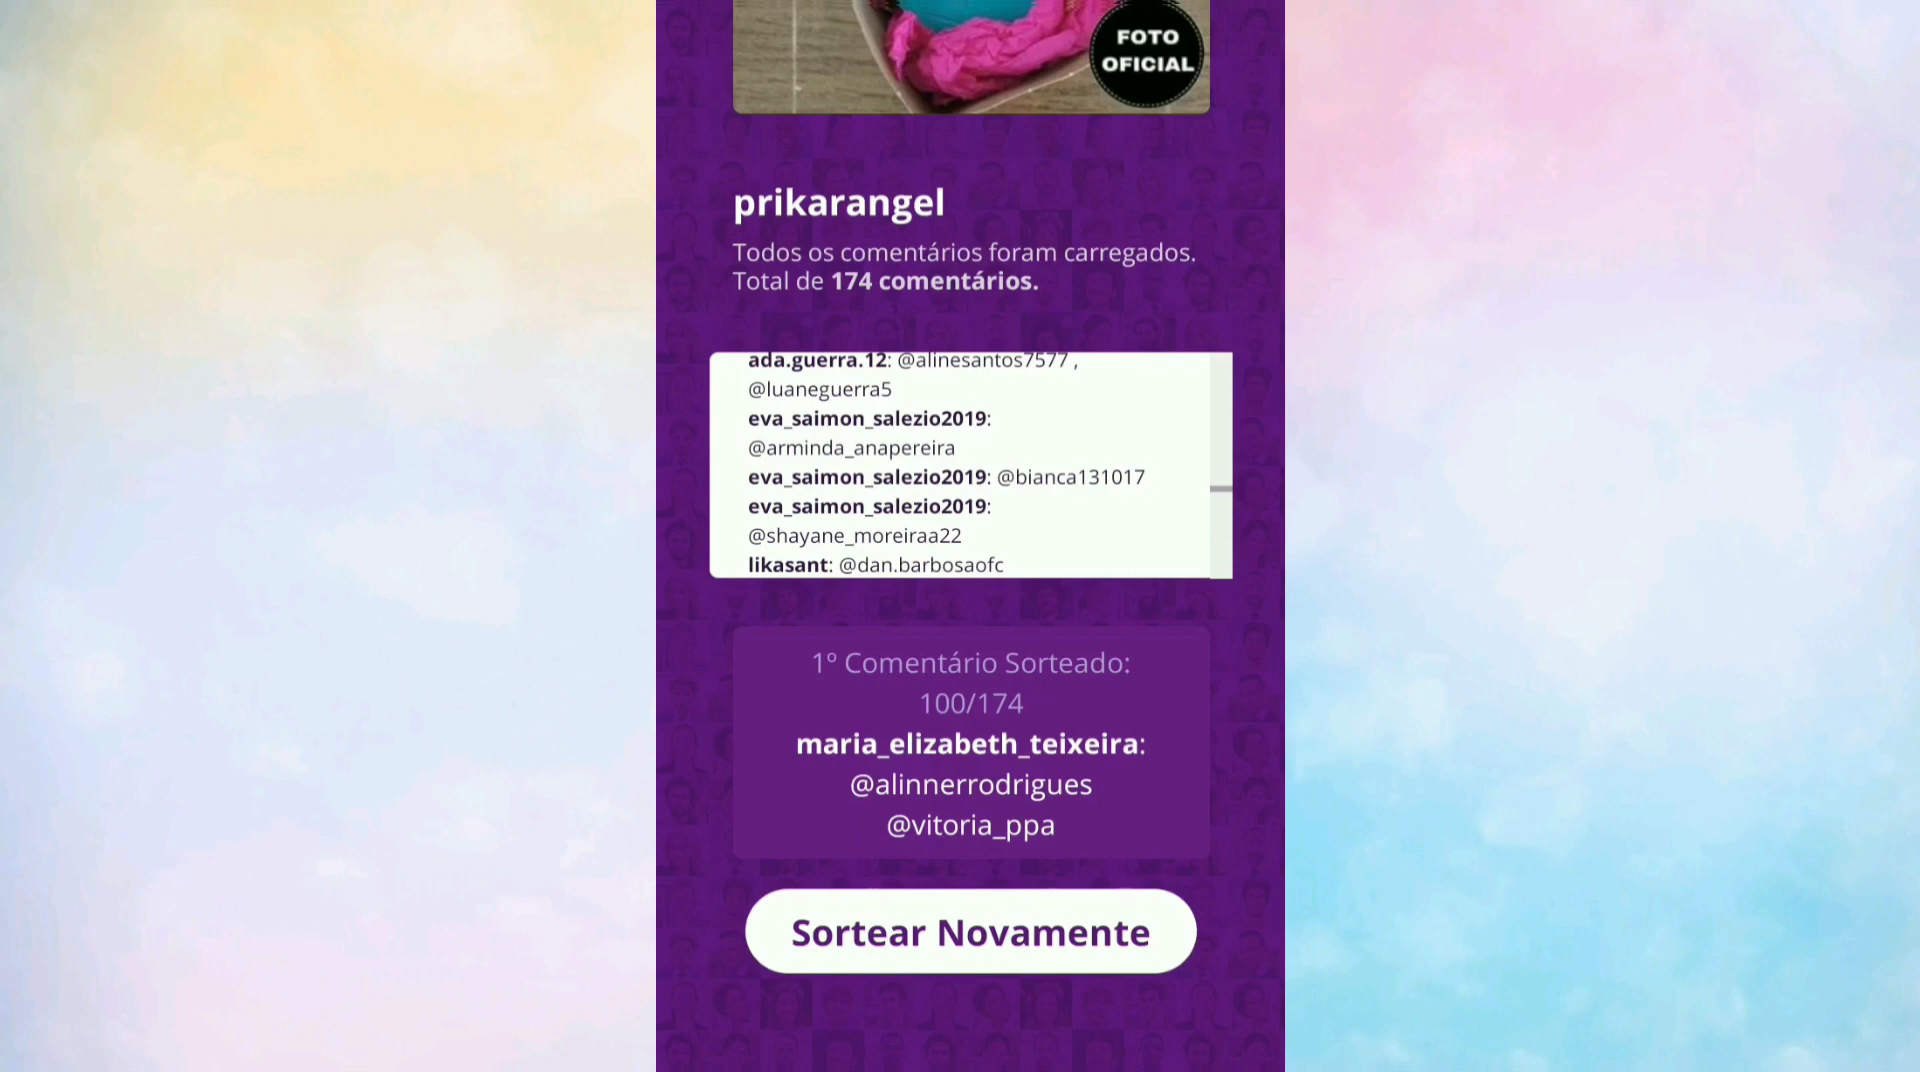 FOTO
OFICIAL
prikarangel
Todos os comentários foram carregados.
Total de 174 comentários.
ada.guerra.12: @alinesantos7577 ,
@luaneguerra5
eva_saimon_salezio2019:
@arminda_anapereira
eva_saimon_salezio2019: @bianca131017
eva_saimon_salezio2019:
@shayane_moreiraa22
likasant: @dan.barbosaofc
1º Comentário Sorteado:
100/174
maria_elizabeth_teixeira:
@alinnerrodrigues
@vitoria_ppa
Sortear Novamente